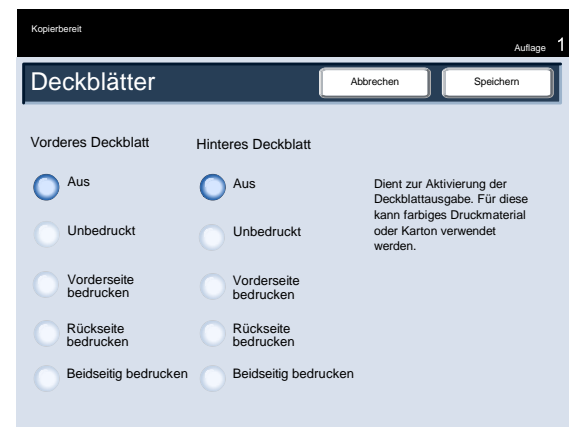 Kopierbereit
Auflage 1
Deckblätter
Abbrechen
Speichern
Vorderes Deckblatt
Aus
Unbedruckt
Vorderseite
bedrucken
Rückseite
bedrucken
Beidseitig bedrucken
Hinteres Deckblatt
Aus
Unbedruckt
Vorderseite
bedrucken
Rückseite
bedrucken
Beidseitig bedrucken
Dient zur Aktivierung der
Deckblattausgabe. Für diese
kann farbiges Druckmaterial
oder Karton verwendet
werden.